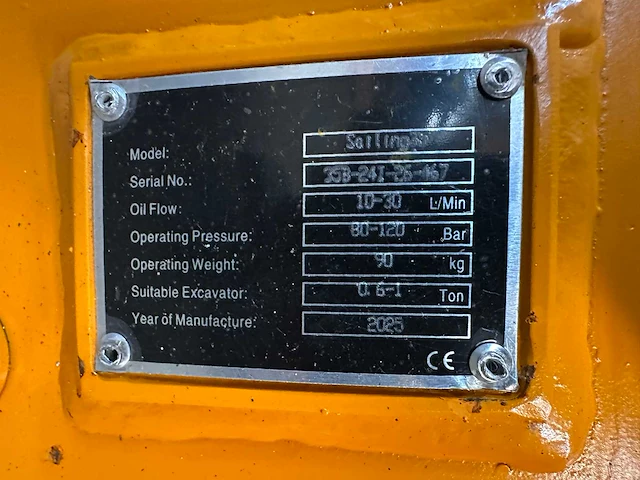 Model:
Serial No.:
Oil Flow: 10-30 L/Min
Operating Pressure: 80-120 Bar
Operating Weight: 90 kg
Suitable Excavator: 0.6-1 Ton
Year of Manufacture: 2025
CE